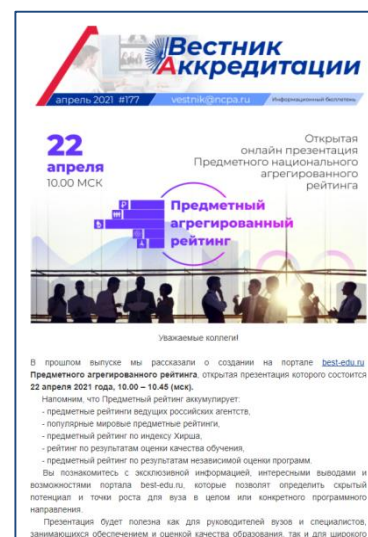 Вестник
Аккредитации
апрель 2021 #177 vestnik@ncpa.ru Информационный бюллетень
22
апреля
10.00 МСК
Открытая
онлайн презентация
Предметного национального
агрегированного
рейтинга
Предметный
агрегированный
рейтинг
Уважаемые коллеги!
В прошлом выпуске мы рассказали о создании на портале best-edu.ru
Предметного агрегированного рейтинга, открытая презентация которого состоится
22 апреля 2021 года, 10.00 – 10.45 (мск).
Напомним, что Предметный рейтинг аккумулирует:
- предметные рейтинги ведущих российских агентств,
- популярные мировые предметные рейтинги,
- предметный рейтинг по индексу Хирша,
- рейтинг по результатам оценки качества обучения,
- предметный рейтинг по результатам независимой оценки программ.
Вы познакомитесь с эксклюзивной информацией, интересными выводами и
возможностями портала best-edu.ru, которые позволят определить скрытый
потенциал и точки роста для вуза в целом или конкретного программного
направления.
Презентация будет полезна как для руководителей вузов и специалистов,
занимающихся обеспечением и оценкой качества образования, так и для широкого